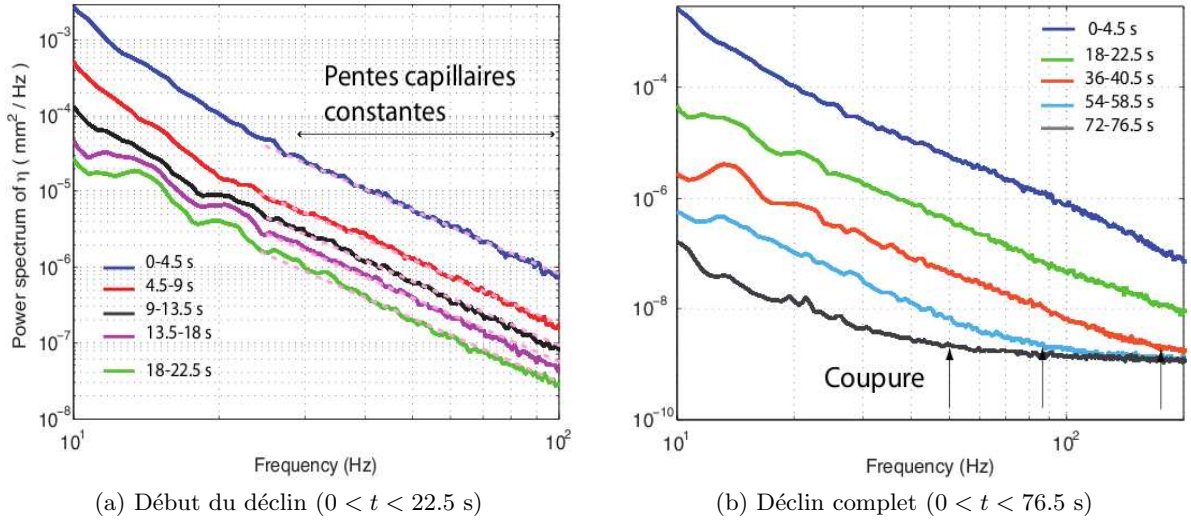 Power spectrum of η ( mm² / Hz )
10⁻³
10⁻⁴
10⁻⁵
10⁻⁶
10⁻⁷
10⁻⁸
Pentes capillaires
constantes
0-4.5 s
4.5-9 s
9-13.5 s
13.5-18 s
18-22.5 s
10¹
10²
Frequency (Hz)
(a) Début du déclin (0 < t < 22.5 s)
10⁻⁴
10⁻⁶
10⁻⁸
10⁻¹⁰
0-4.5 s
18-22.5 s
36-40.5 s
54-58.5 s
72-76.5 s
Coupure
10¹
10²
Frequency (Hz)
(b) Déclin complet (0 < t < 76.5 s)